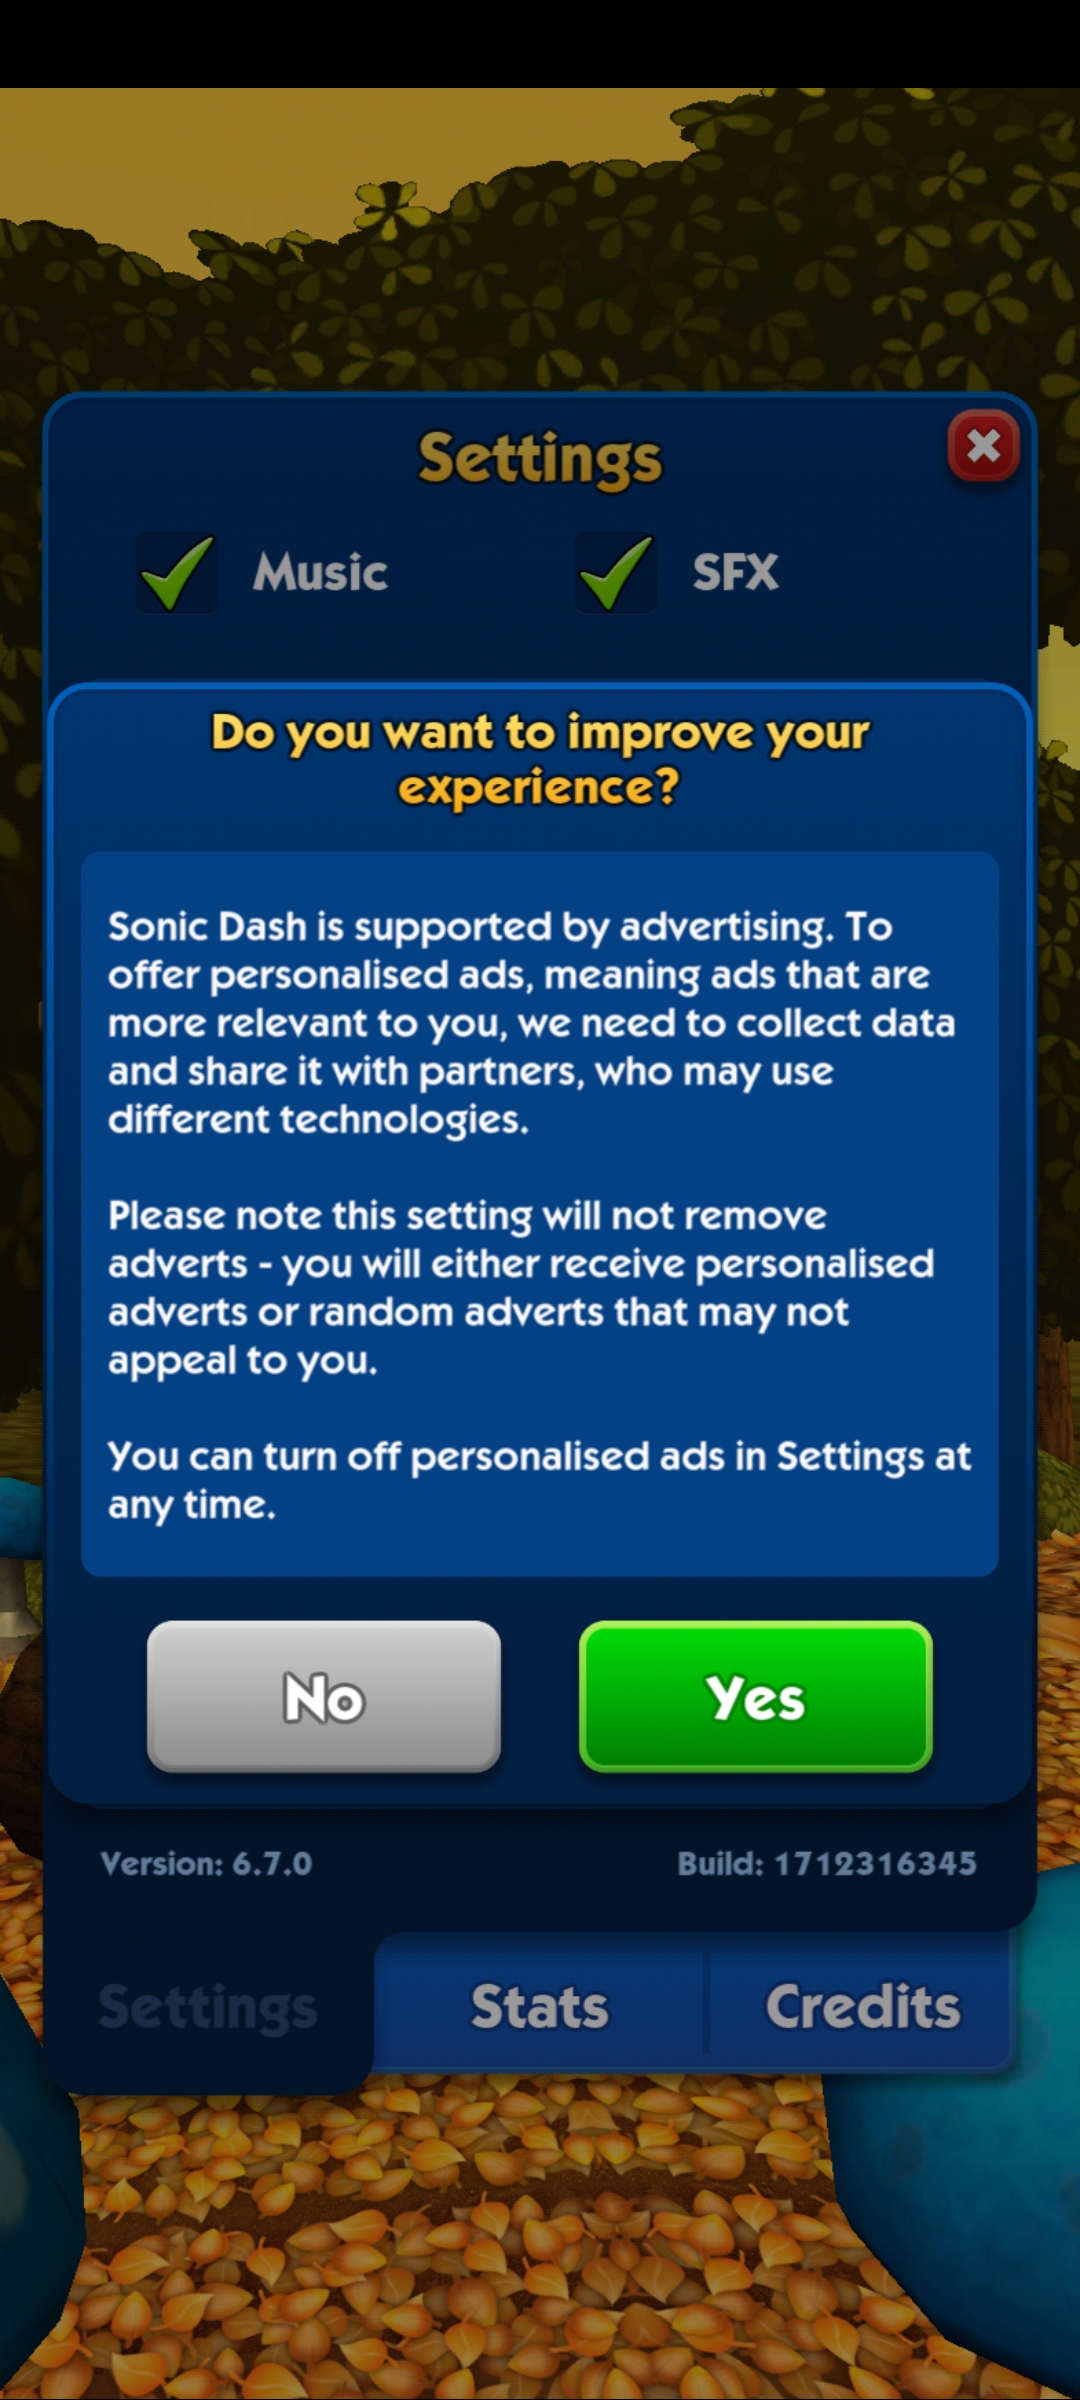 Settings
Music
SFX
Do you want to improve your
experience?
Sonic Dash is supported by advertising. To
offer personalised ads, meaning ads that are
more relevant to you, we need to collect data
and share it with partners, who may use
different technologies.
Please note this setting will not remove
adverts - you will either receive personalised
adverts or random adverts that may not
appeal to you.
You can turn off personalised ads in Settings at
any time.
No
Yes
Version: 6.7.0
Build: 1712316345
Settings
Stats
Credits